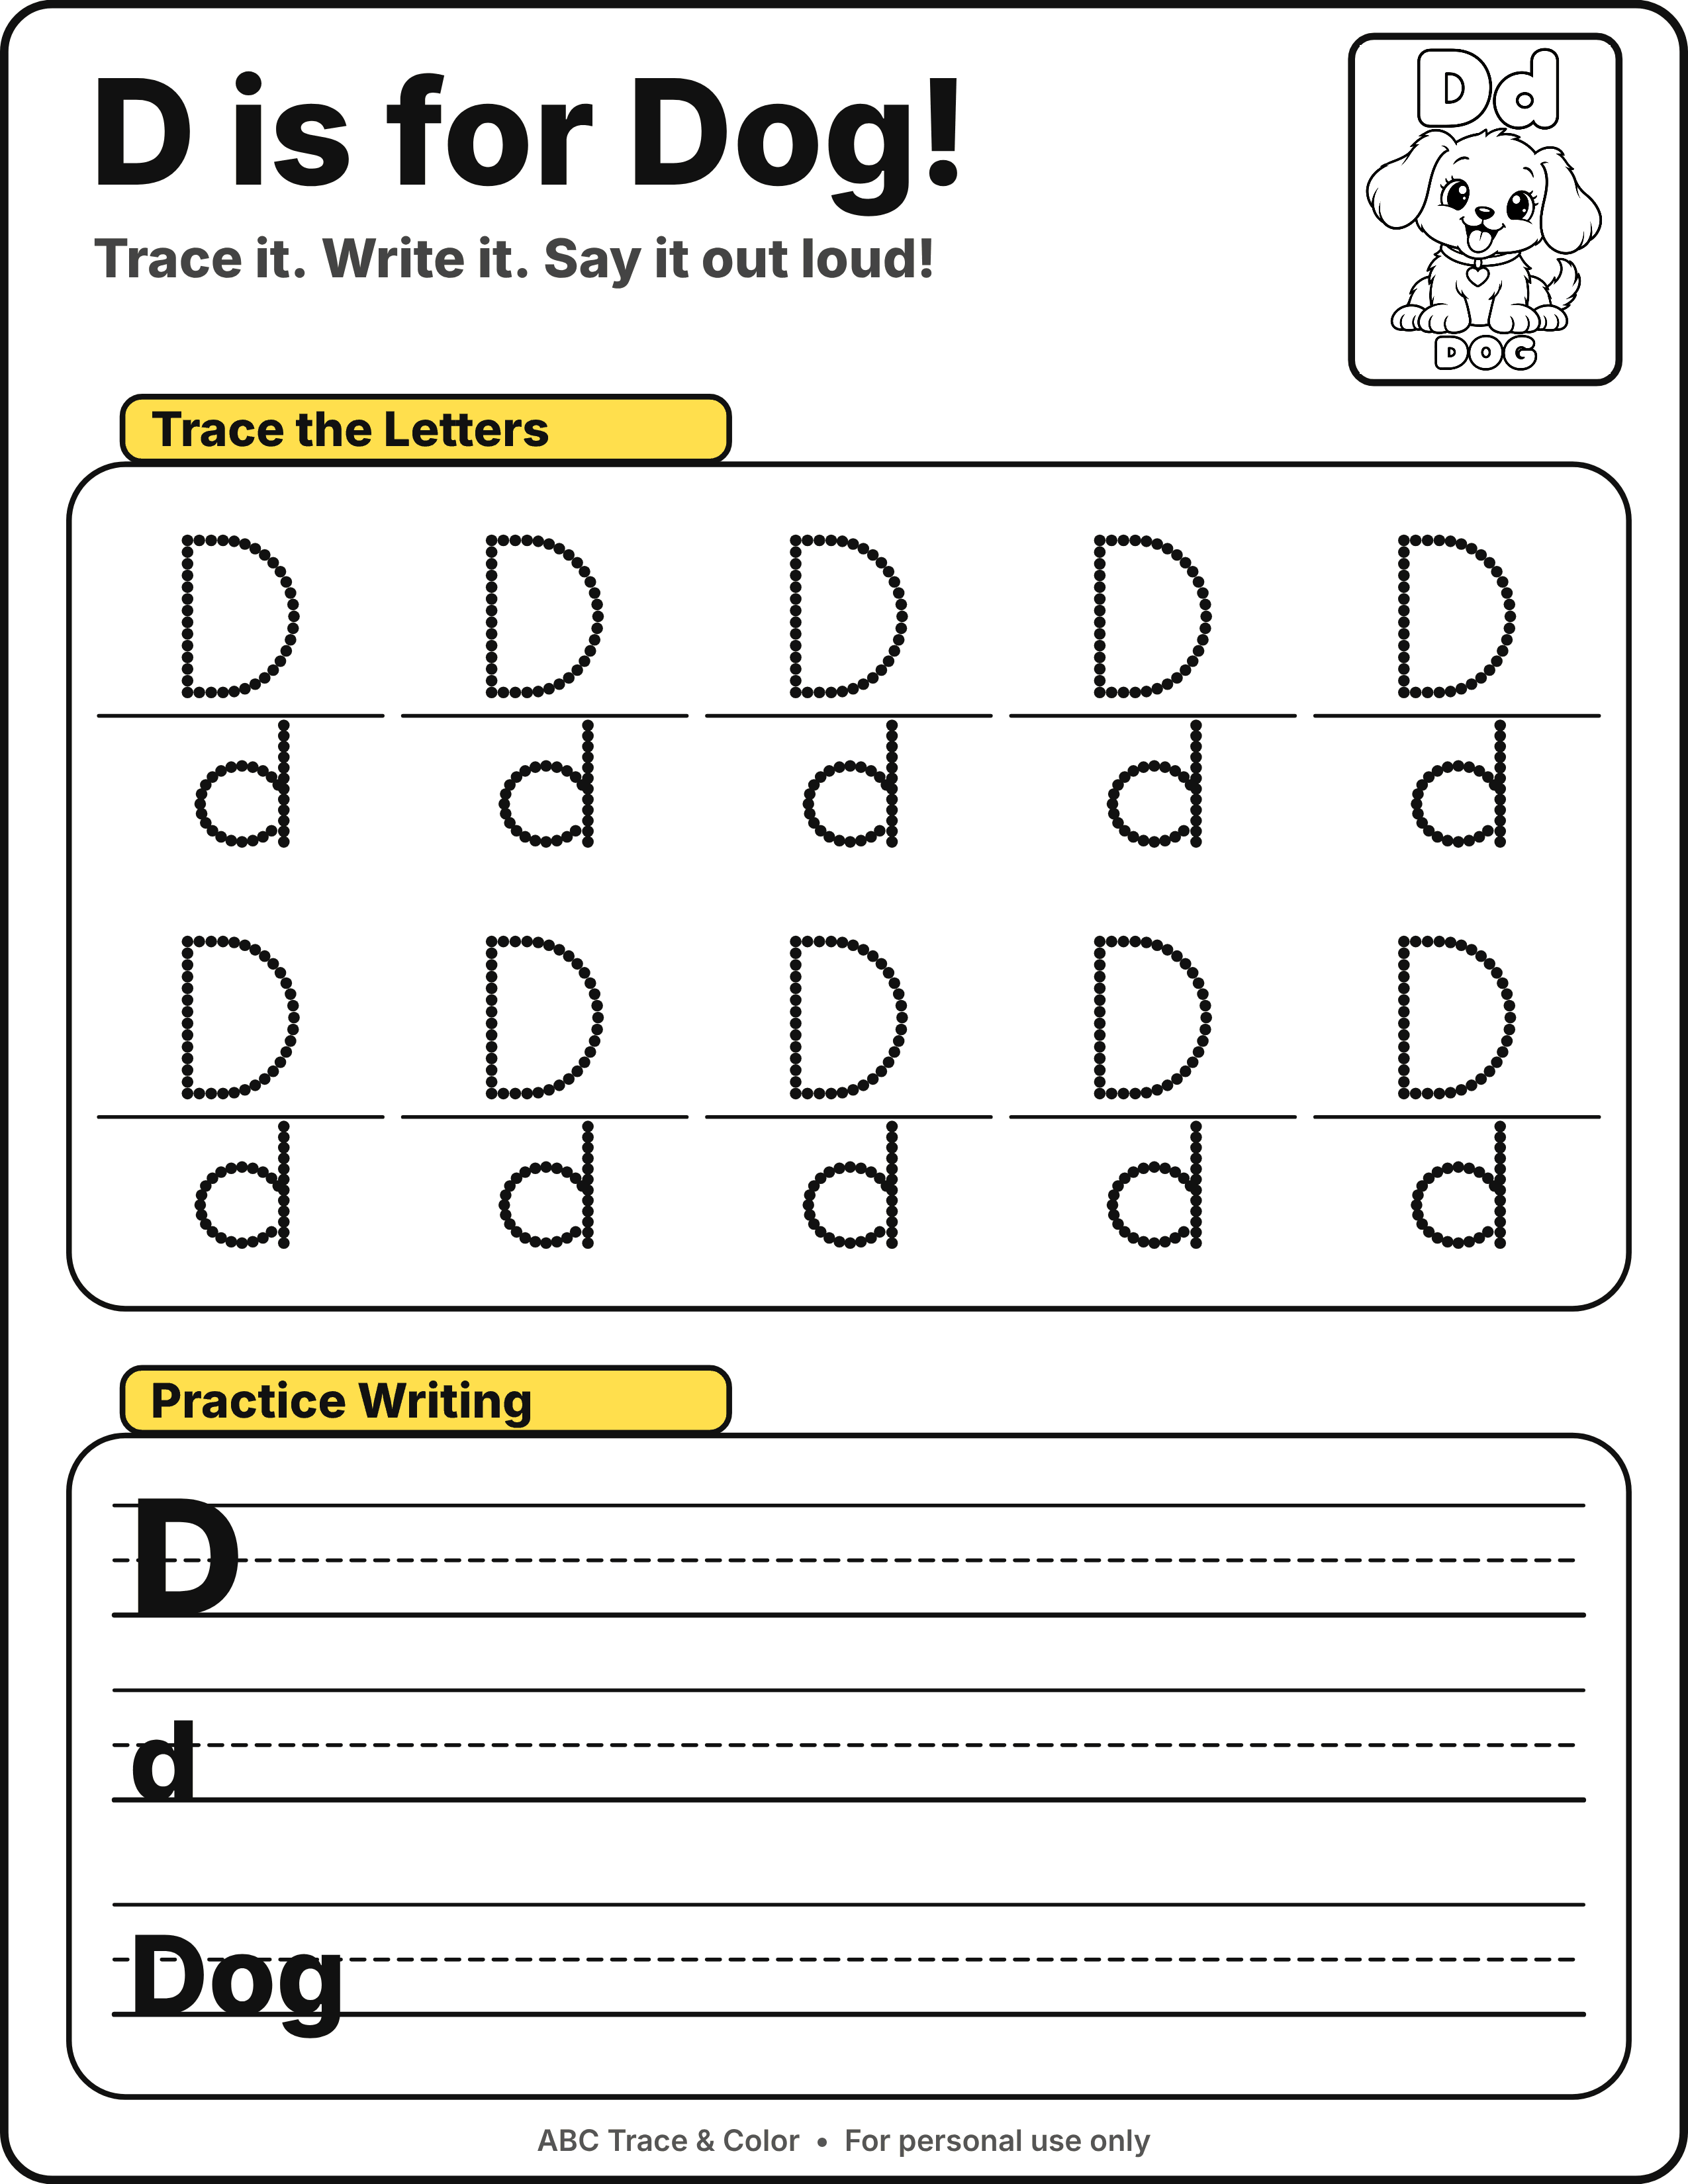 D is for Dog!
Trace it. Write it. Say it out loud!
Dd
DOG
Trace the Letters
D D D D D
d d d d d
D D D D D
d d d d d
Practice Writing
D
d
Dog
ABC Trace & Color • For personal use only